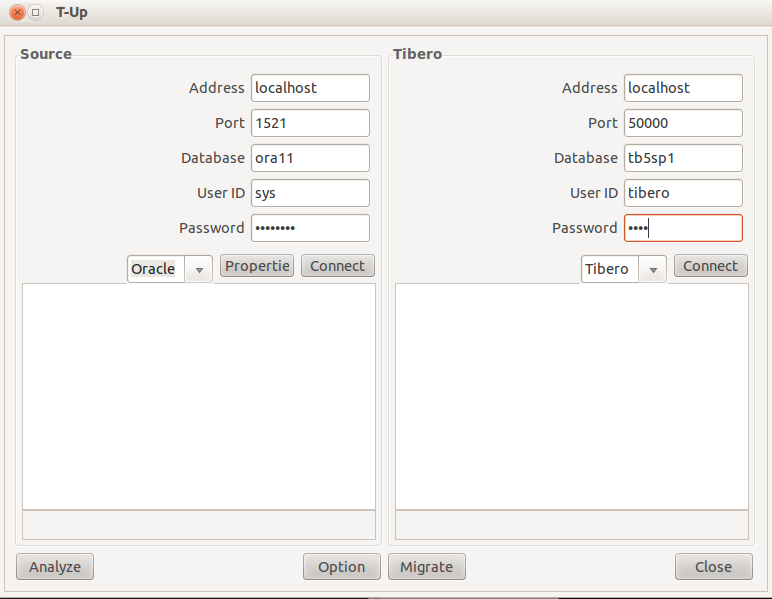 T-Up
Source
Address localhost
Port 1521
Database ora11
User ID sys
Password ••••••••
Oracle Propertie Connect
Tibero
Address localhost
Port 50000
Database tb5sp1
User ID tibero
Password ••••
Tibero Connect
Analyze Option Migrate Close